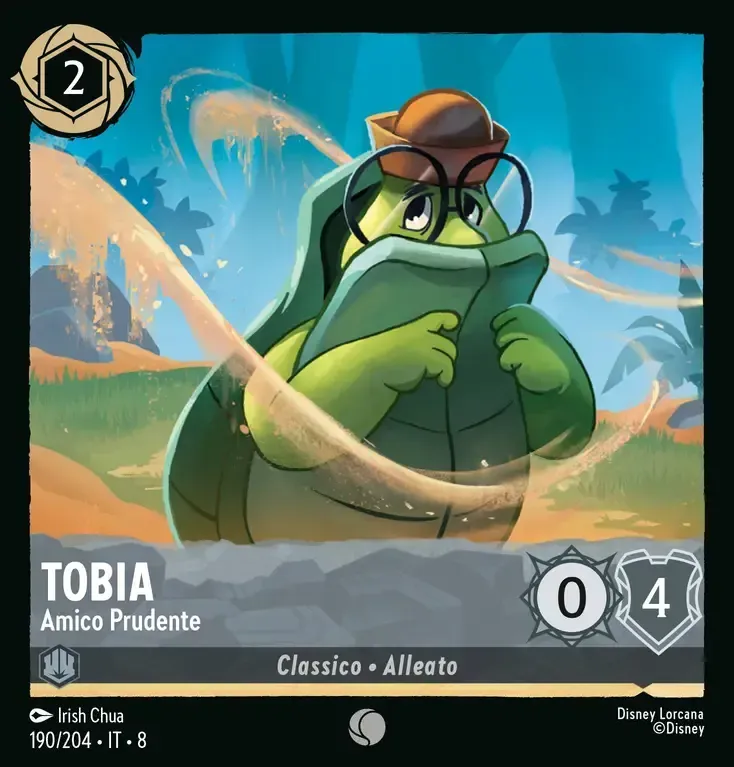 2
TOBIA
Amico Prudente
0
4
Classico • Alleato
Irish Chua
190/204 • IT • 8
Disney Lorcana
©Disney